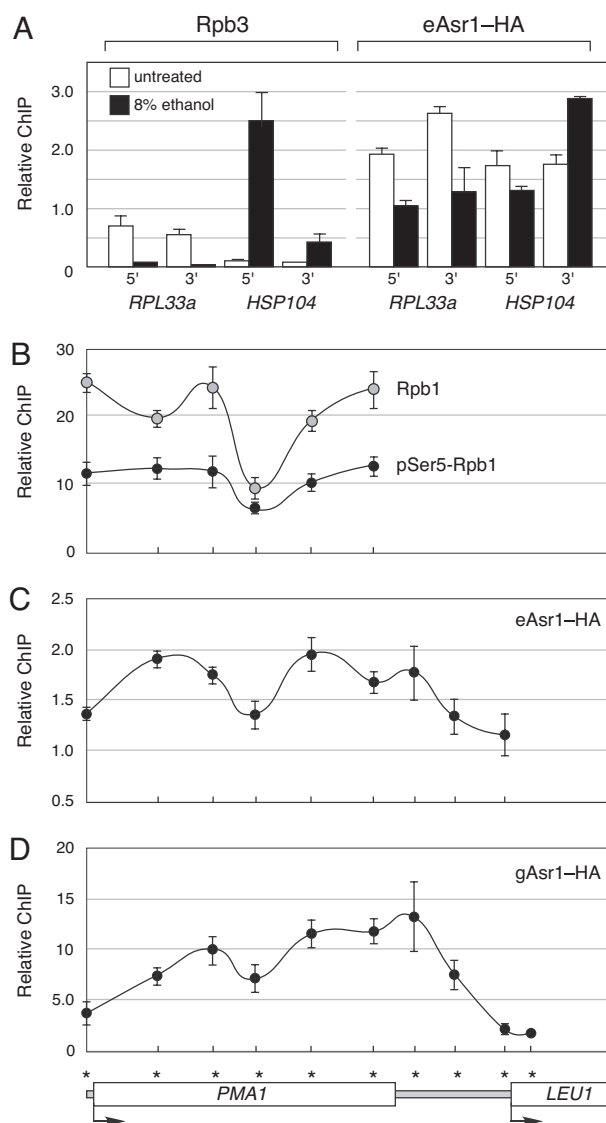 A
Rpb3 eAsr1–HA
untreated
8% ethanol
Relative ChIP
3.0
2.0
1.0
0
5' 3' 5' 3' 5' 3' 5' 3'
RPL33a HSP104 RPL33a HSP104
B
Relative ChIP
30
20
10
0
Rpb1
pSer5-Rpb1
C
eAsr1–HA
Relative ChIP
2.5
2.0
1.5
1.0
0.5
D
gAsr1–HA
Relative ChIP
20
15
10
5.0
0
* * * * * * * * * *
PMA1 LEU1